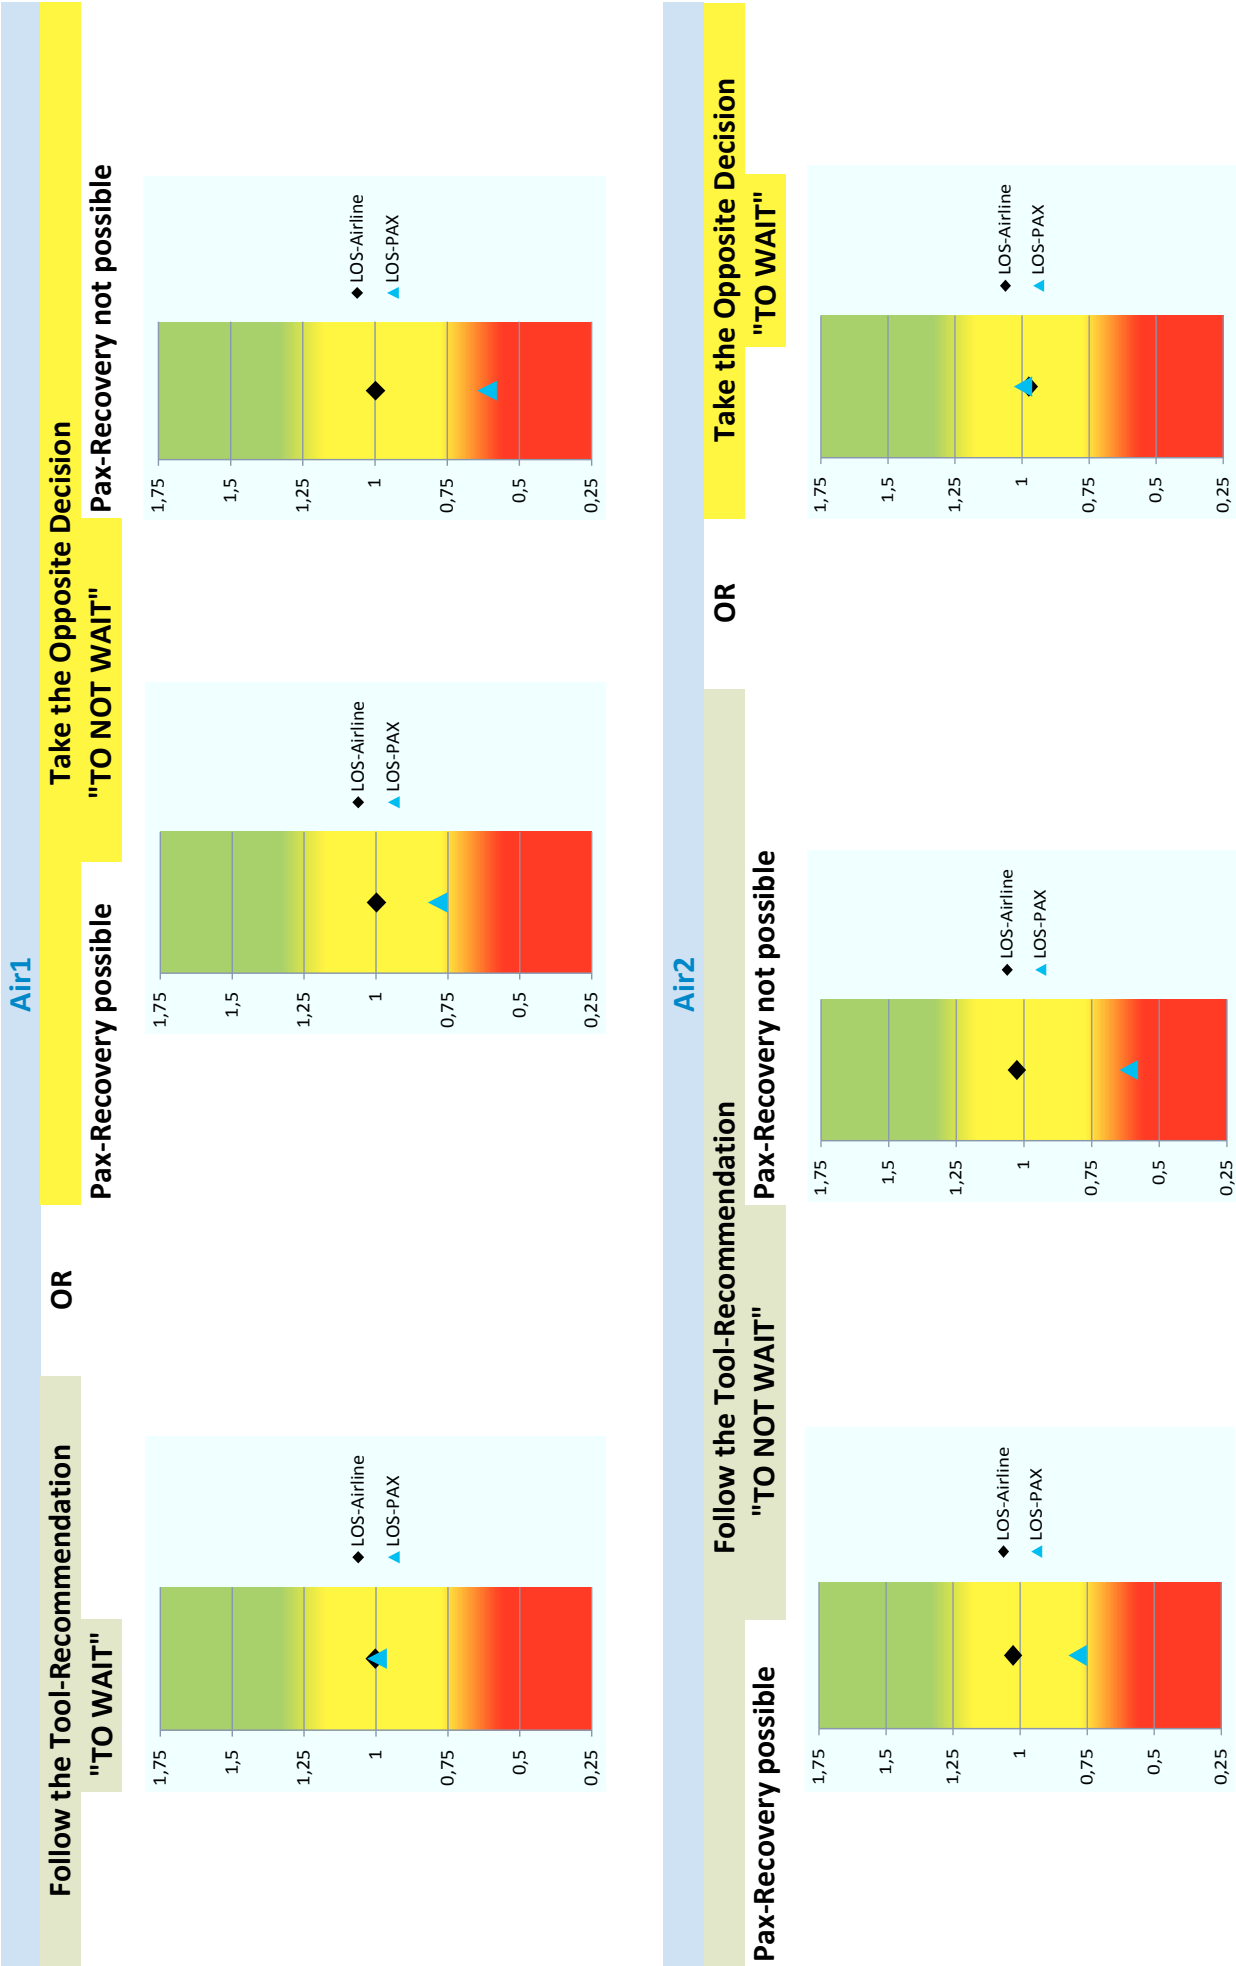 Air1
Follow the Tool-Recommendation
OR
Take the Opposite Decision
"TO WAIT"
Pax-Recovery possible
"TO NOT WAIT"
Pax-Recovery not possible
1,75
1,5
1,25
1
0,75
0,5
0,25
LOS-Airline
LOS-PAX
1,75
1,5
1,25
1
0,75
0,5
0,25
LOS-Airline
LOS-PAX
1,75
1,5
1,25
1
0,75
0,5
0,25
LOS-Airline
LOS-PAX
Air2
Follow the Tool-Recommendation
OR
Take the Opposite Decision
Pax-Recovery possible
"TO NOT WAIT"
Pax-Recovery not possible
"TO WAIT"
1,75
1,5
1,25
1
0,75
0,5
0,25
LOS-Airline
LOS-PAX
1,75
1,5
1,25
1
0,75
0,5
0,25
LOS-Airline
LOS-PAX
1,75
1,5
1,25
1
0,75
0,5
0,25
LOS-Airline
LOS-PAX